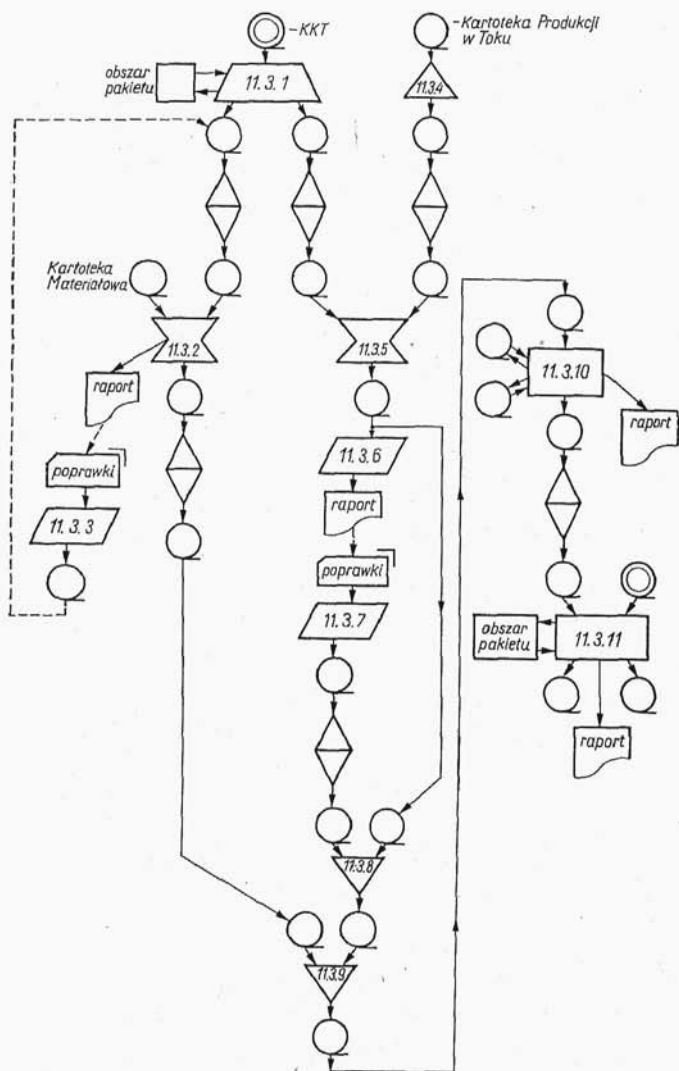 -KKT
-Kartoteka Produkcji
w Toku
obszar
pakietu
11.3.1
11.3.4
Kartoteka
Materiałowa
11.3.2
11.3.5
11.3.10
raport
raport
11.3.6
poprawki
raport
11.3.3
poprawki
11.3.7
obszar
pakietu
11.3.11
raport
11.3.8
11.3.9